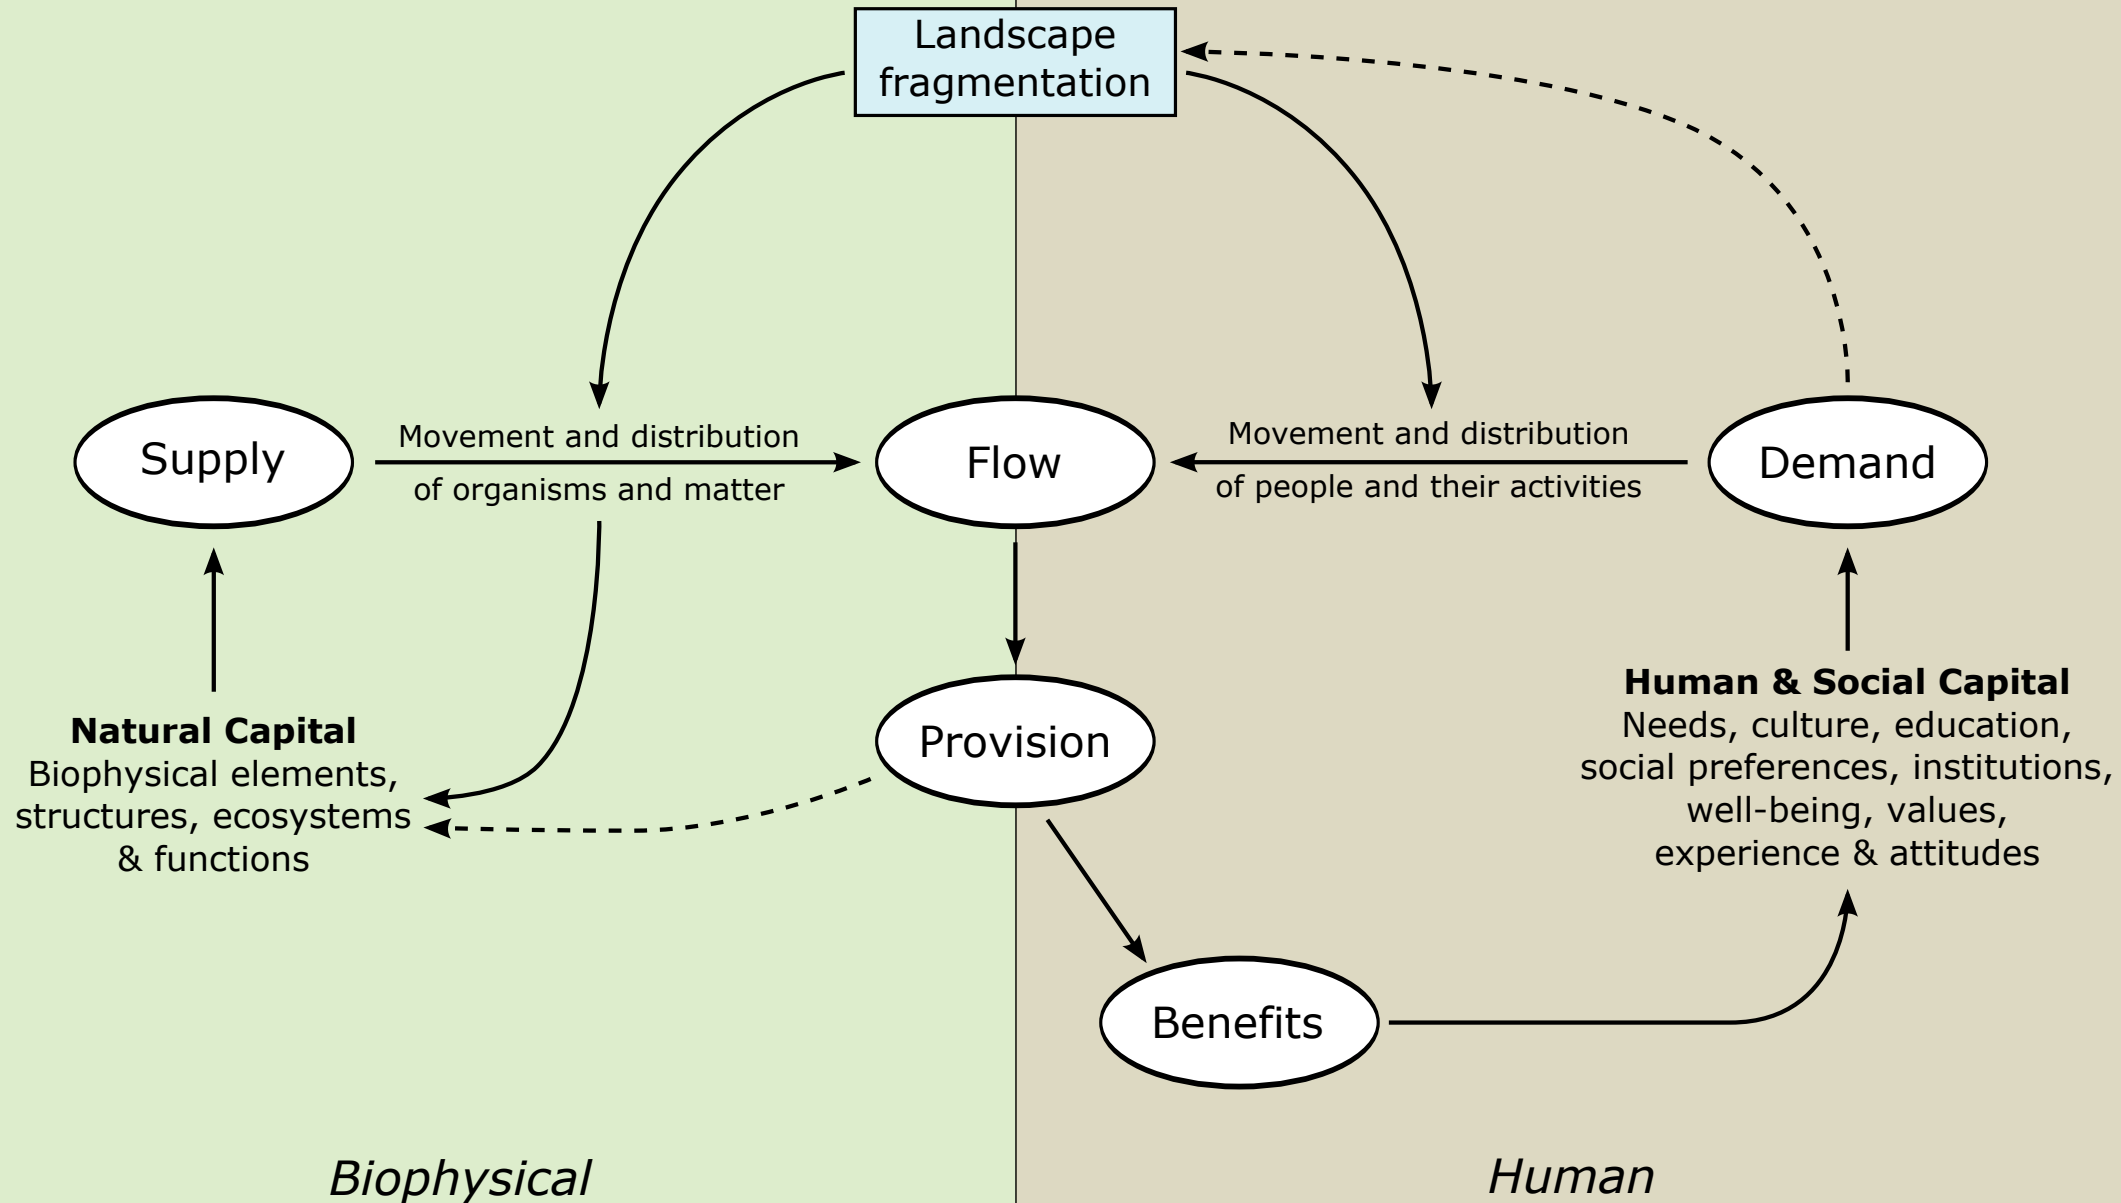 Landscape
fragmentation
Supply
Movement and distribution
of organisms and matter
Flow
Movement and distribution
of people and their activities
Demand
Natural Capital
Biophysical elements,
structures, ecosystems
& functions
Provision
Human & Social Capital
Needs, culture, education,
social preferences, institutions,
well-being, values,
experience & attitudes
Benefits
Biophysical
Human